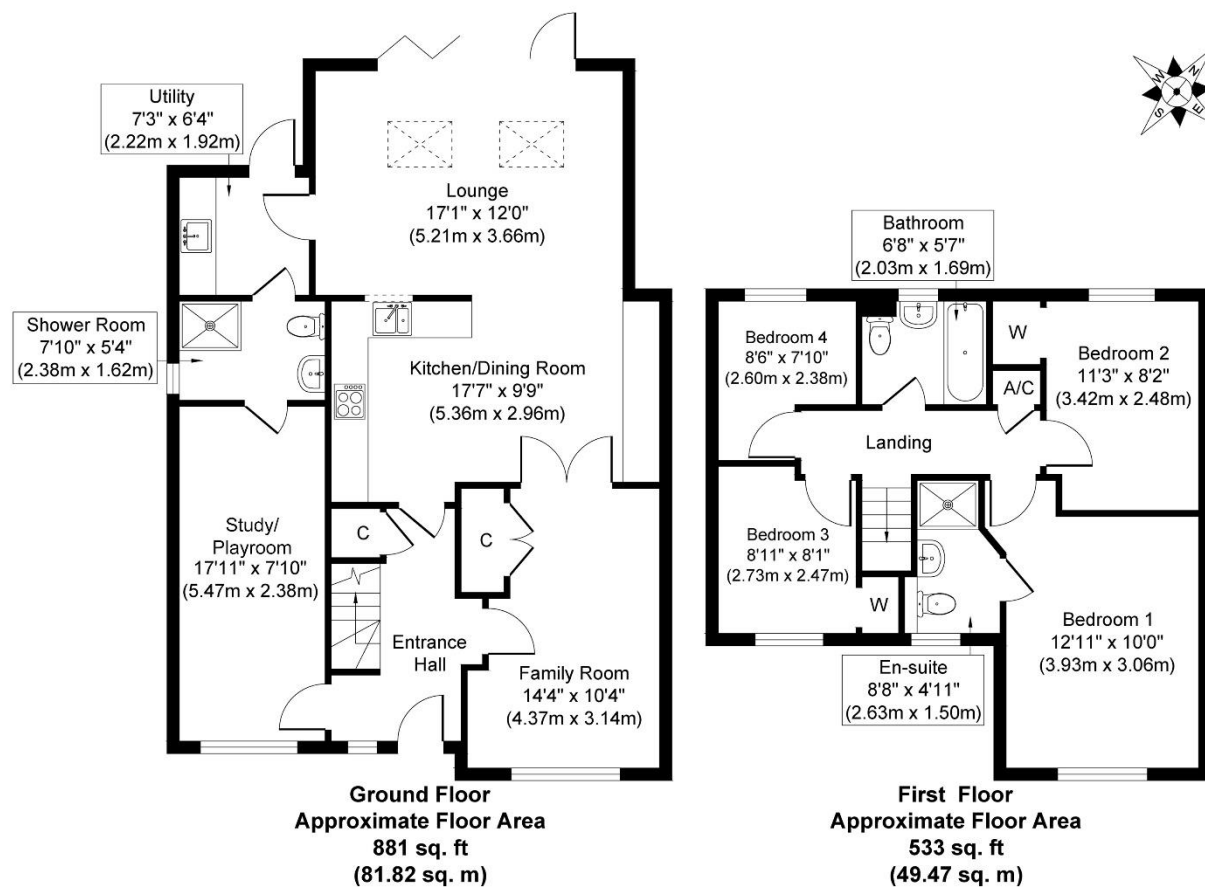 Utility
7'3" x 6'4"
(2.22m x 1.92m)
Lounge
17'1" x 12'0"
(5.21m x 3.66m)
Shower Room
7'10" x 5'4"
(2.38m x 1.62m)
Kitchen/Dining Room
17'7" x 9'9"
(5.36m x 2.96m)
Study/
Playroom
17'11" x 7'10"
(5.47m x 2.38m)
C
C
Entrance
Hall
Family Room
14'4" x 10'4"
(4.37m x 3.14m)
Ground Floor
Approximate Floor Area
881 sq. ft
(81.82 sq. m)
W
N
S
E
Bathroom
6'8" x 5'7"
(2.03m x 1.69m)
Bedroom 4
8'6" x 7'10"
(2.60m x 2.38m)
W
Bedroom 2
11'3" x 8'2"
(3.42m x 2.48m)
A/C
Landing
Bedroom 3
8'11" x 8'1"
(2.73m x 2.47m)
W
Bedroom 1
12'11" x 10'0"
(3.93m x 3.06m)
En-suite
8'8" x 4'11"
(2.63m x 1.50m)
First Floor
Approximate Floor Area
533 sq. ft
(49.47 sq. m)